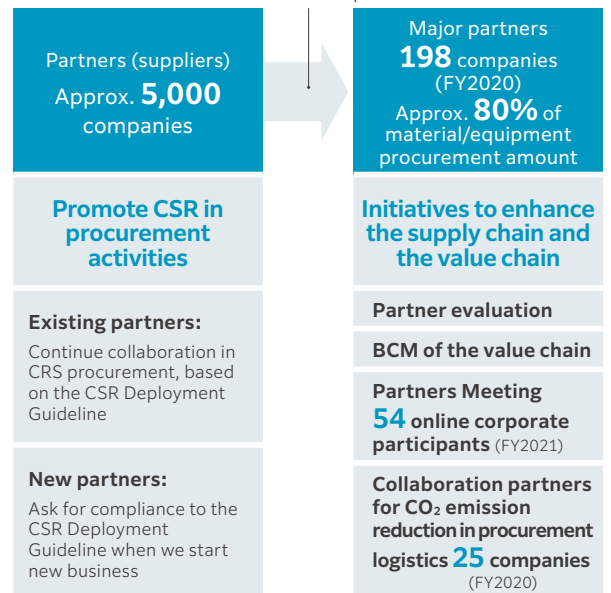 Partners (suppliers)
Approx. 5,000
companies
Promote CSR in
procurement
activities
Existing partners:
Continue collaboration in
CRS procurement, based
on the CSR Deployment
Guideline
New partners:
Ask for compliance to the
CSR Deployment
Guideline when we start
new business
Major partners
198 companies
(FY2020)
Approx. 80% of
material/equipment
procurement amount
Initiatives to enhance
the supply chain and
the value chain
Partner evaluation
BCM of the value chain
Partners Meeting
54 online corporate
participants (FY2021)
Collaboration partners
for CO₂ emission
reduction in procurement
logistics 25 companies
(FY2020)